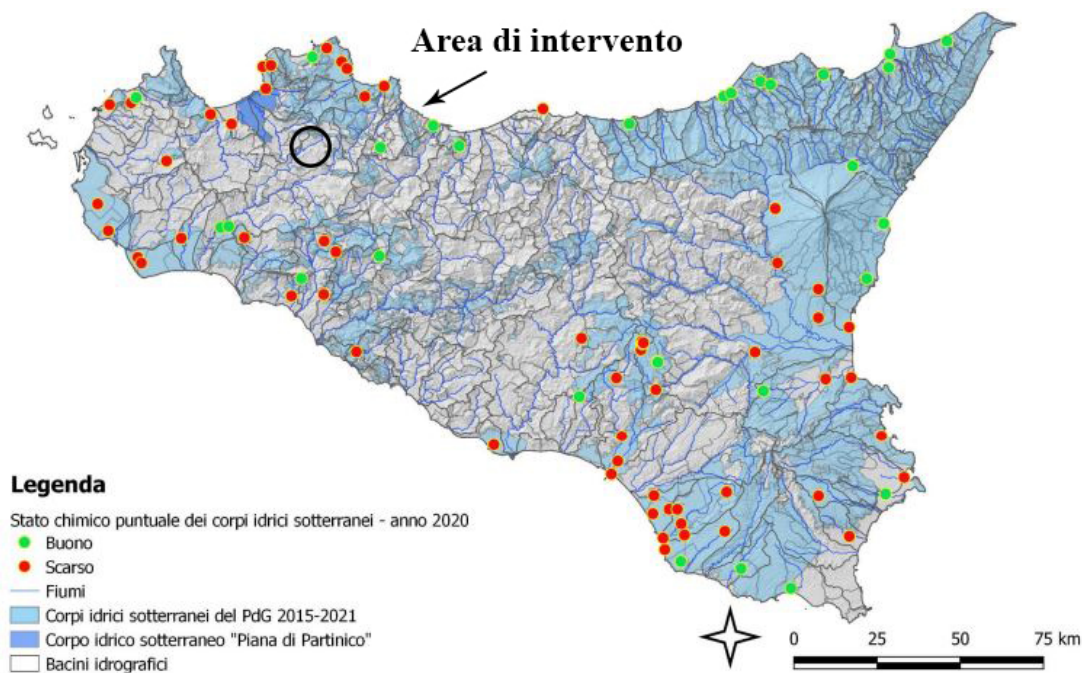 Area di intervento
Legenda
Stato chimico puntuale dei corpi idrici sotterranei - anno 2020
Buono
Scarso
Fiumi
Corpi idrici sotterranei del PdG 2015-2021
Corpo idrico sotterraneo "Piana di Partinico"
Bacini idrografici
0 25 50 75 km